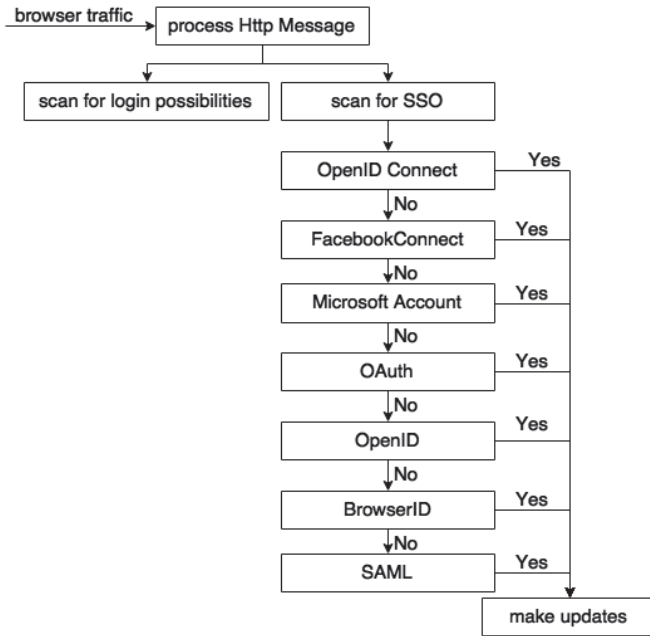 browser traffic
process Http Message
scan for login possibilities
scan for SSO
OpenID Connect
Yes
No
FacebookConnect
Yes
No
Microsoft Account
Yes
No
OAuth
Yes
No
OpenID
Yes
No
BrowserID
Yes
No
SAML
Yes
make updates